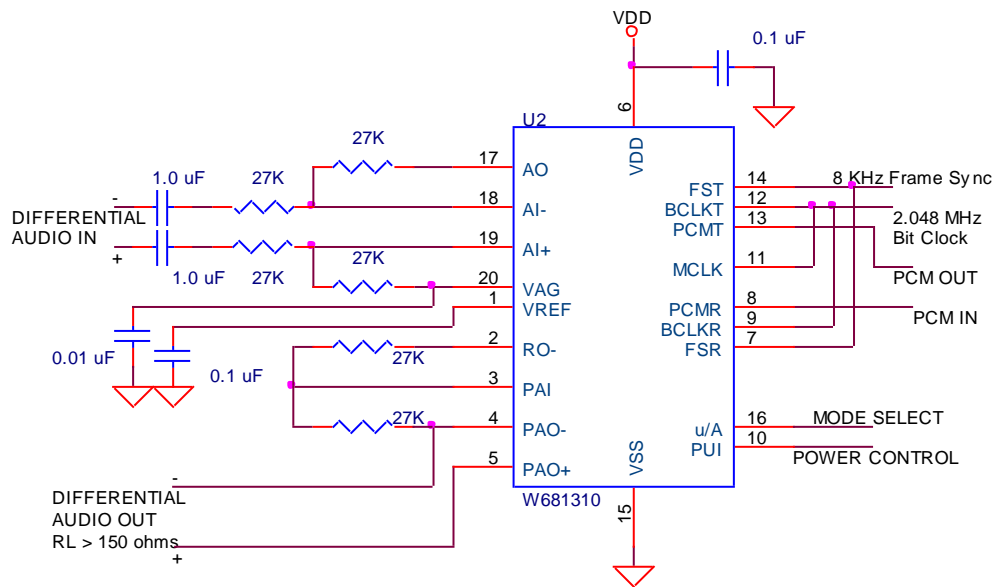 VDD
0.1 uF
U2
6
VDD
27K
17
AO
14
FST
8 KHz Frame Sync
1.0 uF
27K
18
AI-
12
BCLKT
-
DIFFERENTIAL
AUDIO IN
+
13
PCMT
2.048 MHz
Bit Clock
19
AI+
1.0 uF
27K
27K
11
MCLK
PCM OUT
20
VAG
1
VREF
8
PCMR
PCM IN
9
BCLKR
0.01 uF
0.1 uF
2
RO-
27K
7
FSR
3
PAI
27K
4
PAO-
16
u/A
MODE SELECT
10
PUI
POWER CONTROL
5
PAO+
VSS
15
W681310
-
DIFFERENTIAL
AUDIO OUT
RL > 150 ohms
+